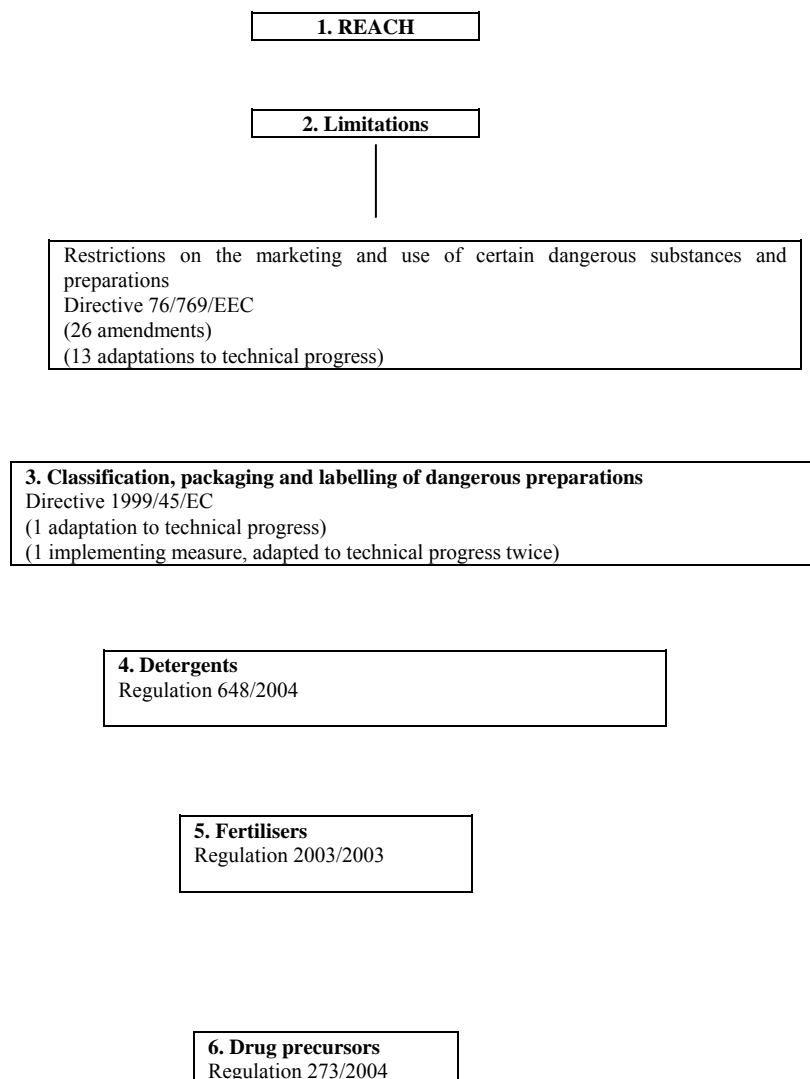 1. REACH
2. Limitations
Restrictions on the marketing and use of certain dangerous substances and
preparations
Directive 76/769/EEC
(26 amendments)
(13 adaptations to technical progress)
3. Classification, packaging and labelling of dangerous preparations
Directive 1999/45/EC
(1 adaptation to technical progress)
(1 implementing measure, adapted to technical progress twice)
4. Detergents
Regulation 648/2004
5. Fertilisers
Regulation 2003/2003
6. Drug precursors
Regulation 273/2004